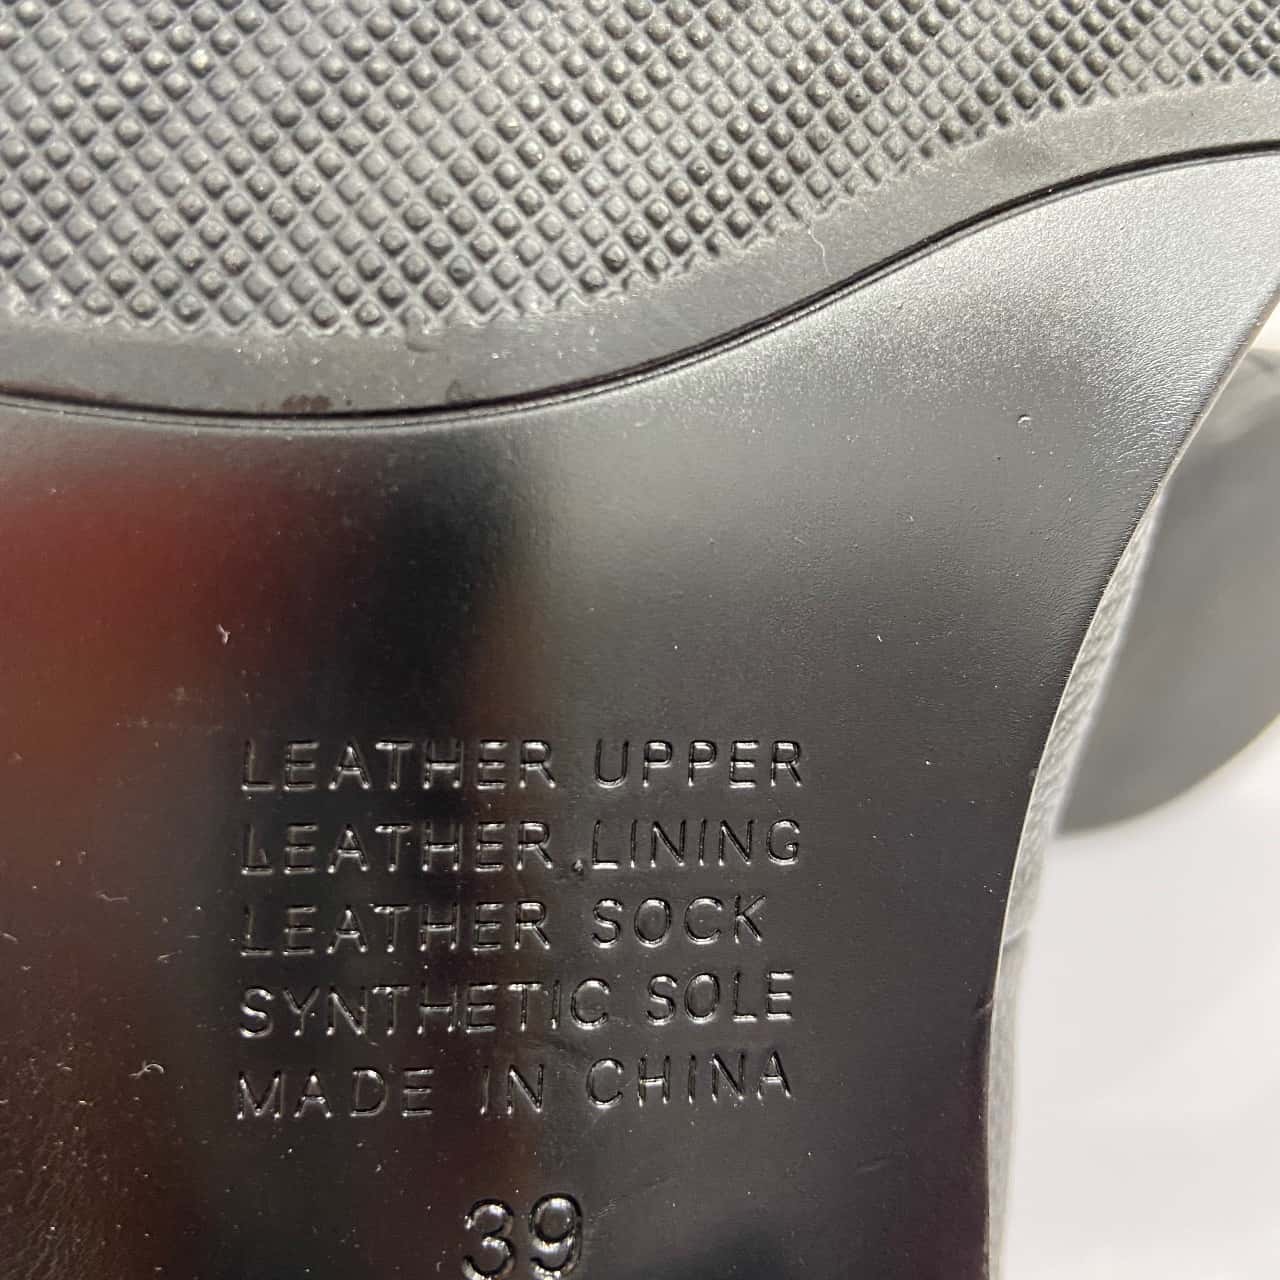 LEATHER UPPER
LEATHER LINING
LEATHER SOCK
SYNTHETIC SOLE
MADE IN CHINA
39